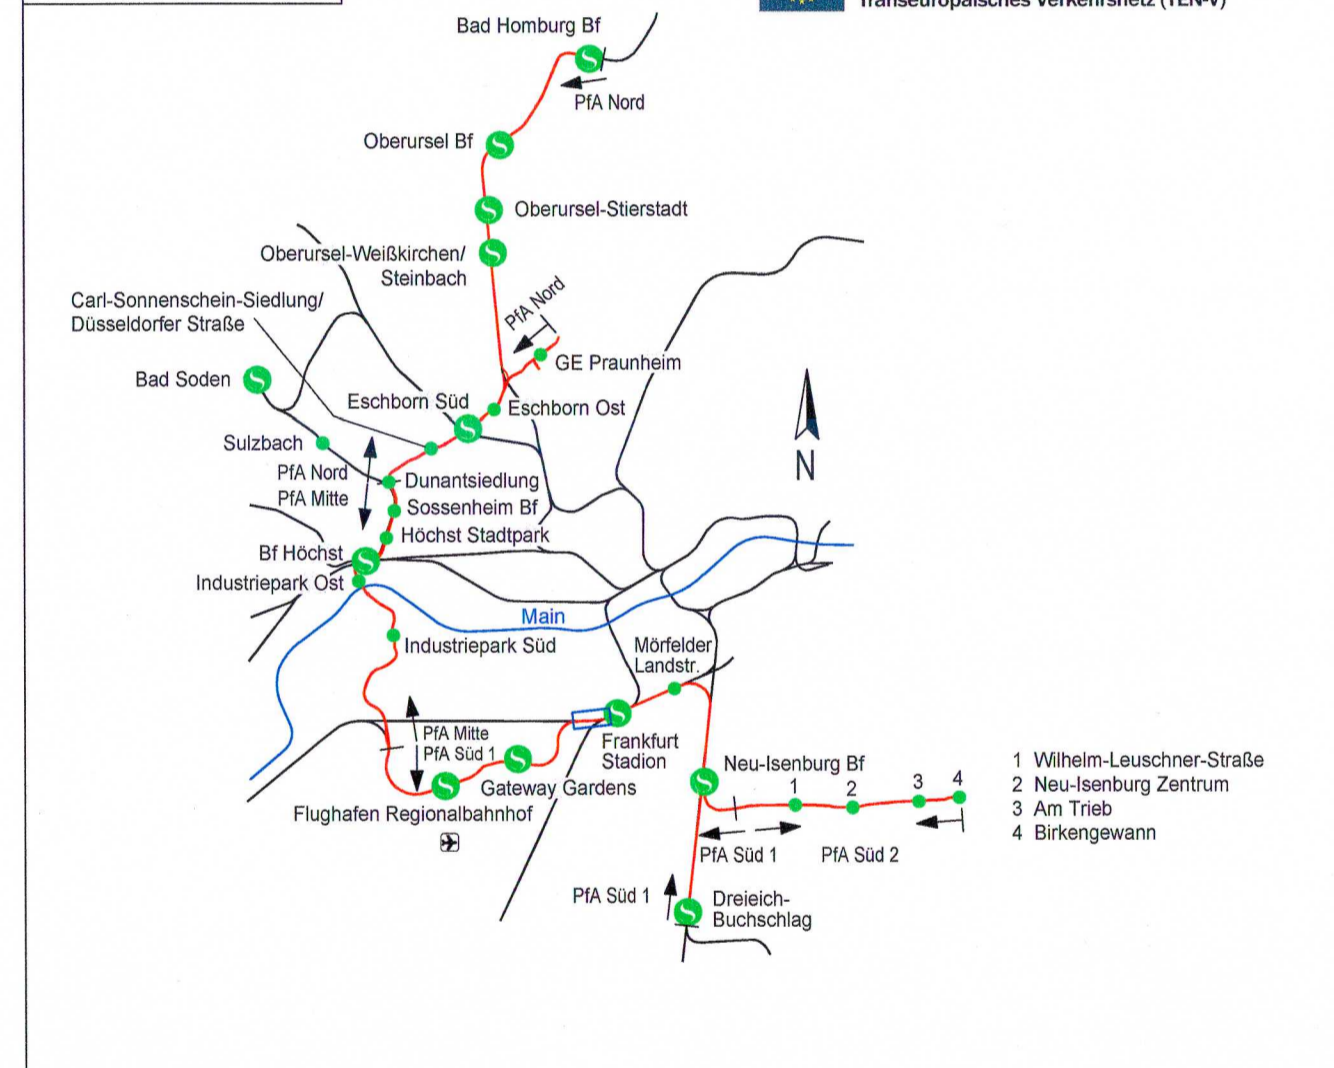 Transeuropäisches Verkehrsnetz (TEN-V)
Bad Homburg Bf
PfA Nord
Oberursel Bf
Oberursel-Stierstadt
Oberursel-Weißkirchen/
Steinbach
PfA Nord
Carl-Sonnenschein-Siedlung/
Düsseldorfer Straße
GE Praunheim
Bad Soden
Eschborn Süd
Eschborn Ost
Sulzbach
PfA Nord
PfA Mitte
Dunantsiedlung
Sossenheim Bf
Höchst Stadtpark
N
Bf Höchst
Industriepark Ost
Main
Industriepark Süd
Mörfelder
Landstr.
PfA Mitte
PfA Süd 1
Frankfurt
Stadion
Gateway Gardens
Flughafen Regionalbahnhof
Neu-Isenburg Bf
1
2
3
4
1 Wilhelm-Leuschner-Straße
2 Neu-Isenburg Zentrum
3 Am Trieb
4 Birkengewann
PfA Süd 1
PfA Süd 2
PfA Süd 1
Dreieich-
Buchschlag